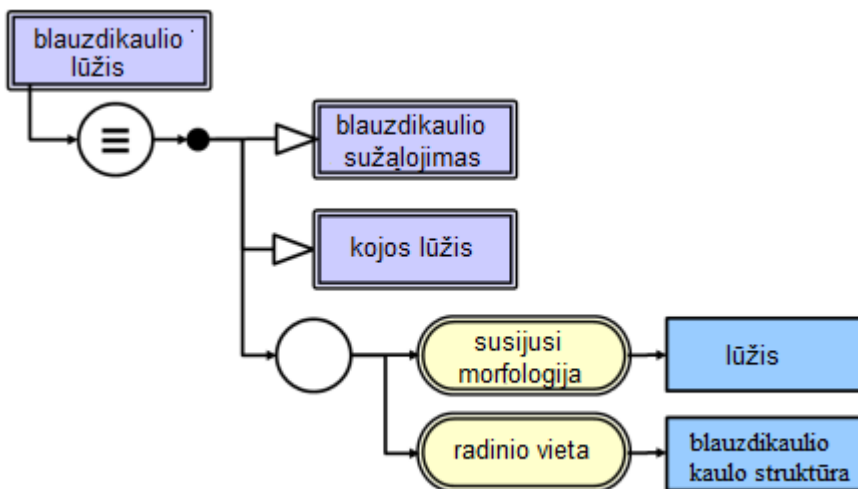 blauzdikaulio
lūžis
blauzdikaulio
sužalojimas
kojos lūžis
susijusi
morfologija
lūžis
radinio vieta
blauzdikaulio
kaulo struktūra